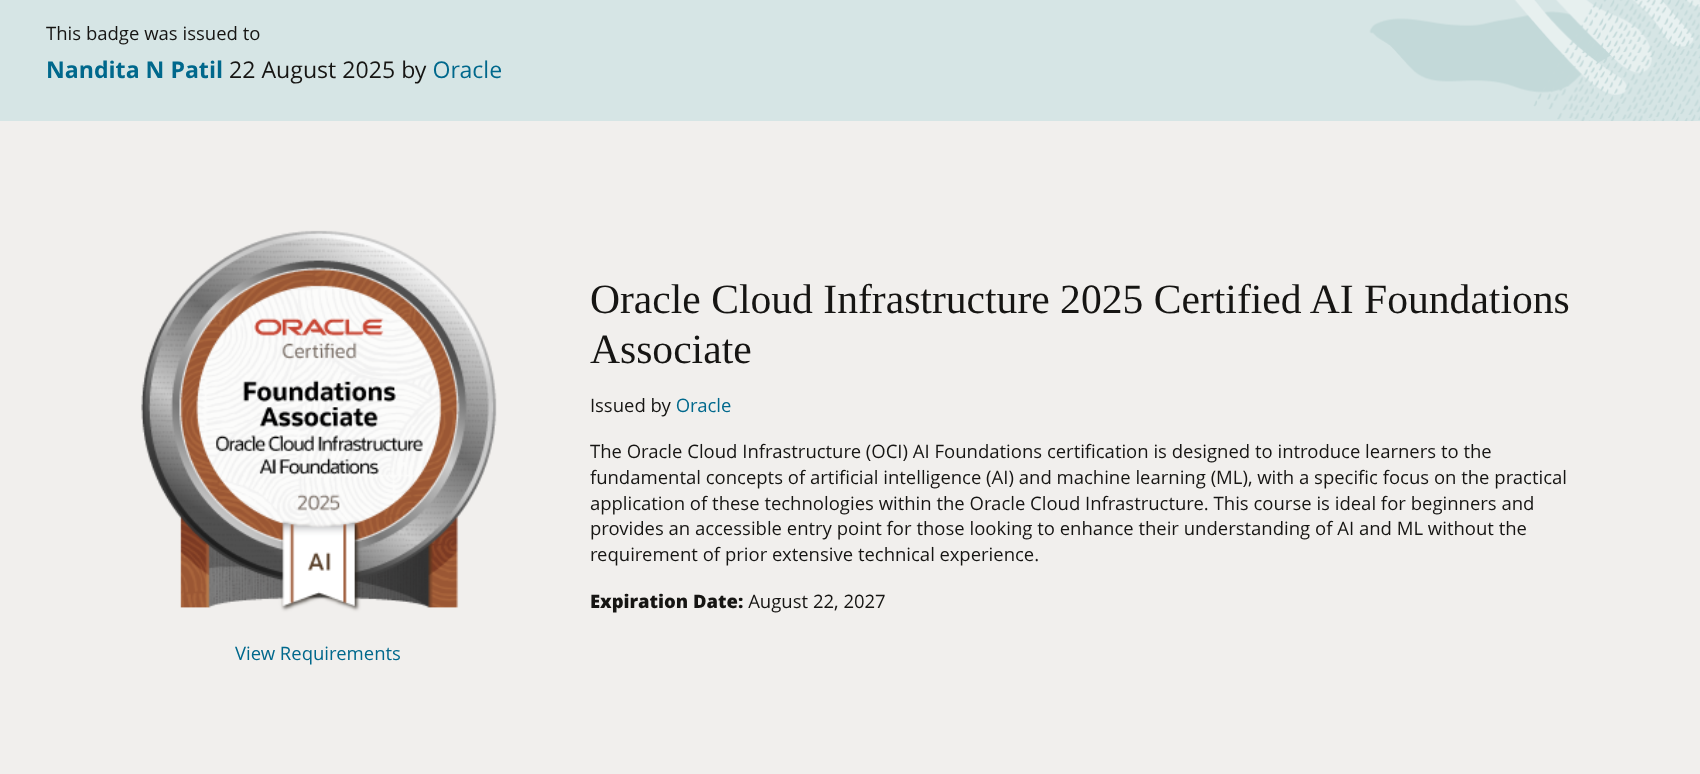 This badge was issued to
Nandita N Patil 22 August 2025 by Oracle
ORACLE
Certified
Foundations
Associate
Oracle Cloud Infrastructure
AI Foundations
2025
AI
View Requirements
Oracle Cloud Infrastructure 2025 Certified AI Foundations
Associate
Issued by Oracle
The Oracle Cloud Infrastructure (OCI) AI Foundations certification is designed to introduce learners to the
fundamental concepts of artificial intelligence (AI) and machine learning (ML), with a specific focus on the practical
application of these technologies within the Oracle Cloud Infrastructure. This course is ideal for beginners and
provides an accessible entry point for those looking to enhance their understanding of AI and ML without the
requirement of prior extensive technical experience.
Expiration Date: August 22, 2027